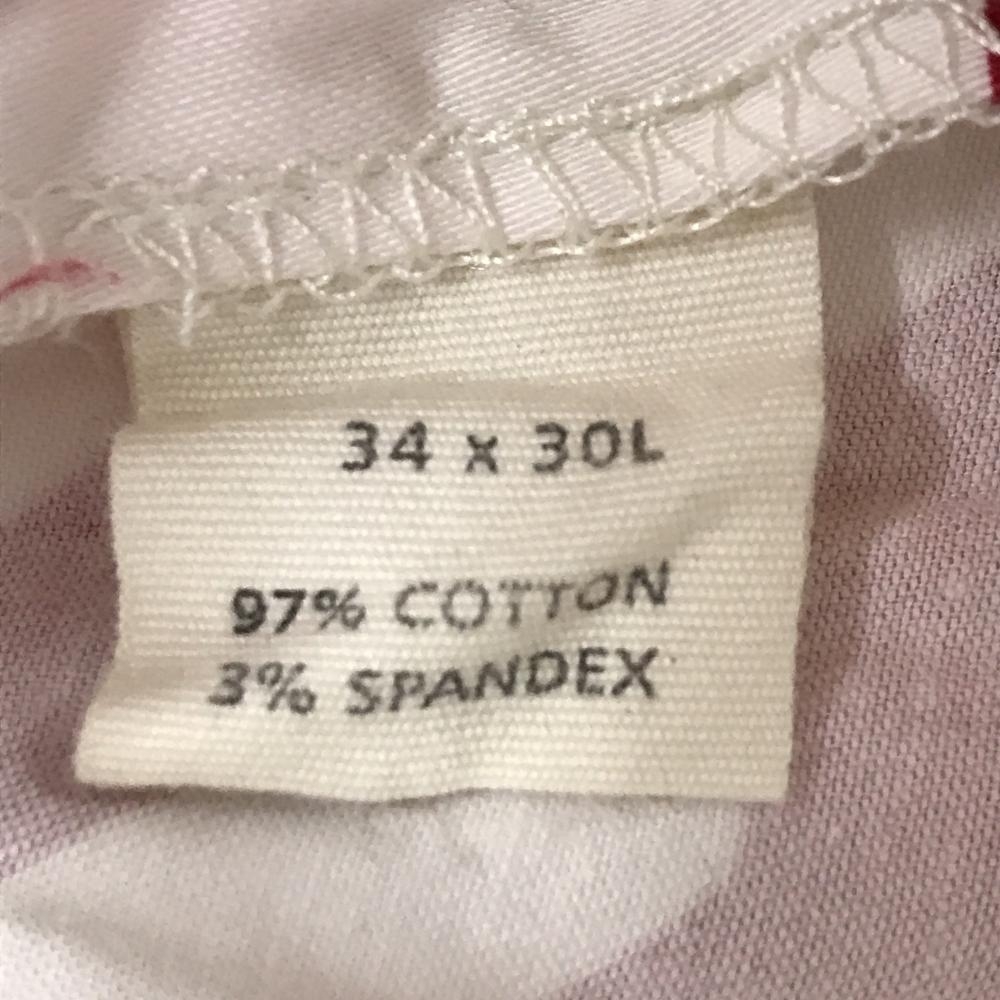 34 x 30L
97% COTTON
3% SPANDEX